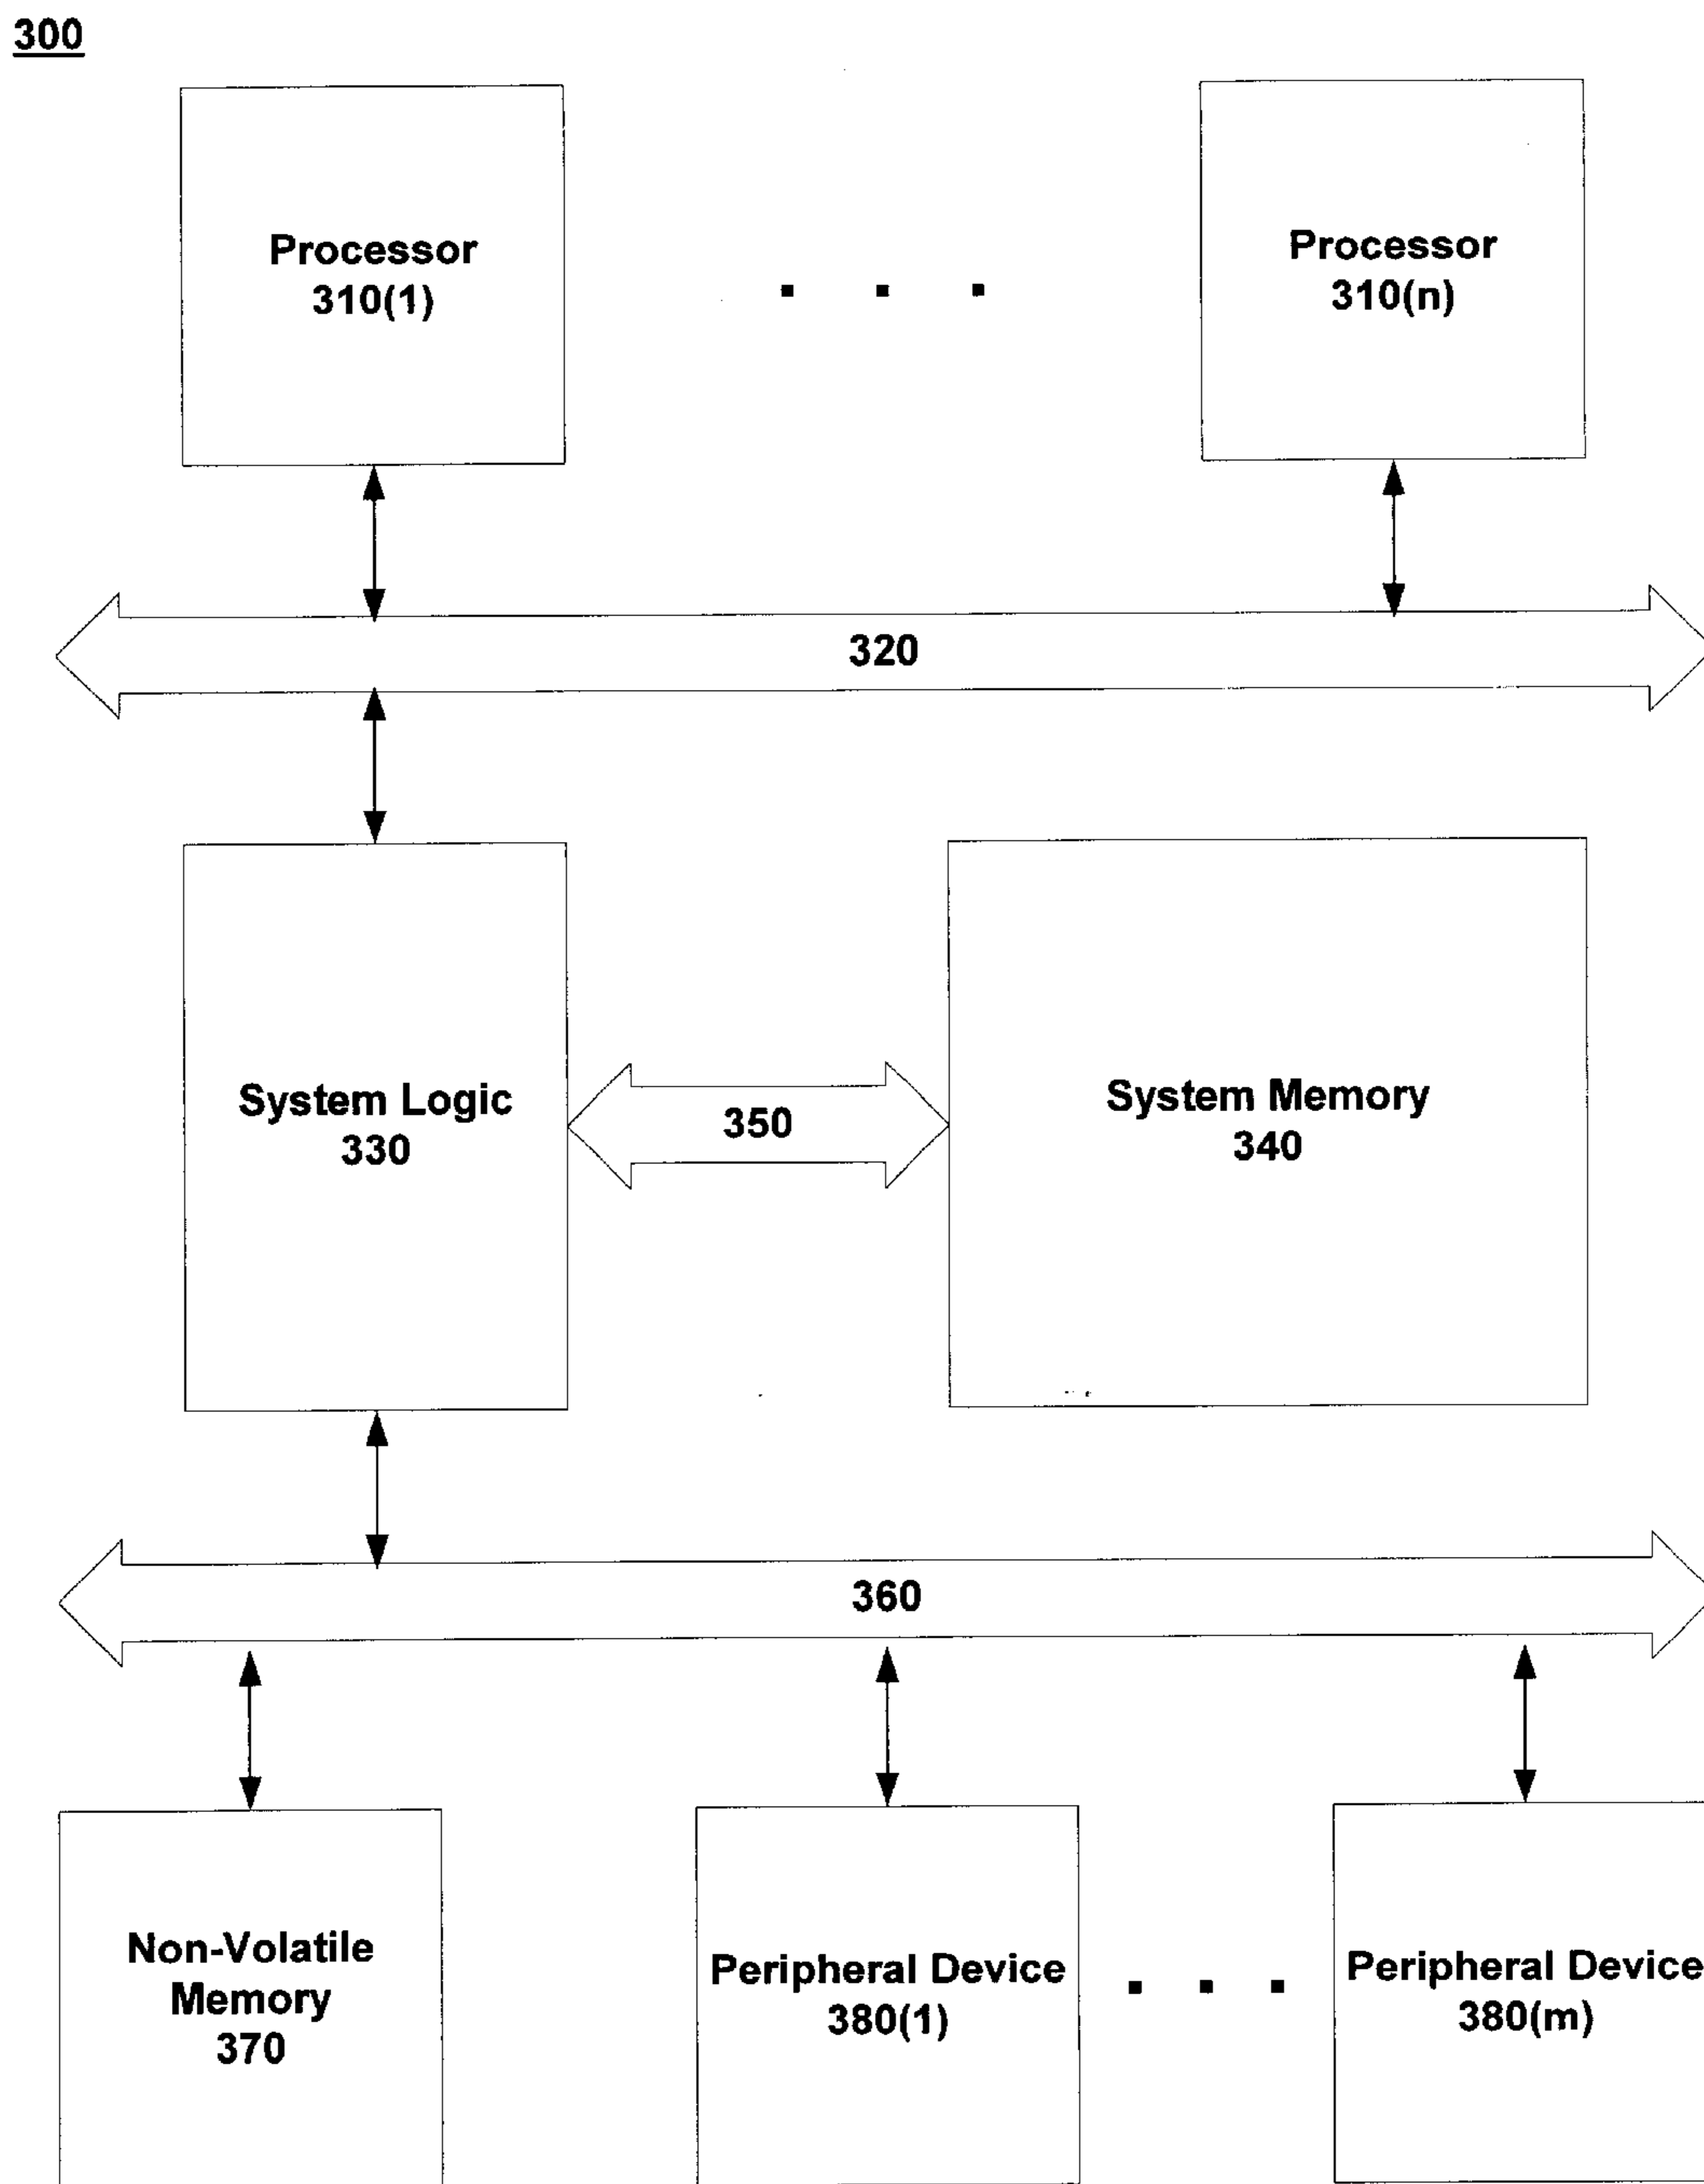 300
Processor
310(1)
. . .
Processor
310(n)
320
System Logic
330
350
System Memory
340
360
Non-Volatile
Memory
370
Peripheral Device
380(1)
. . .
Peripheral Device
380(m)